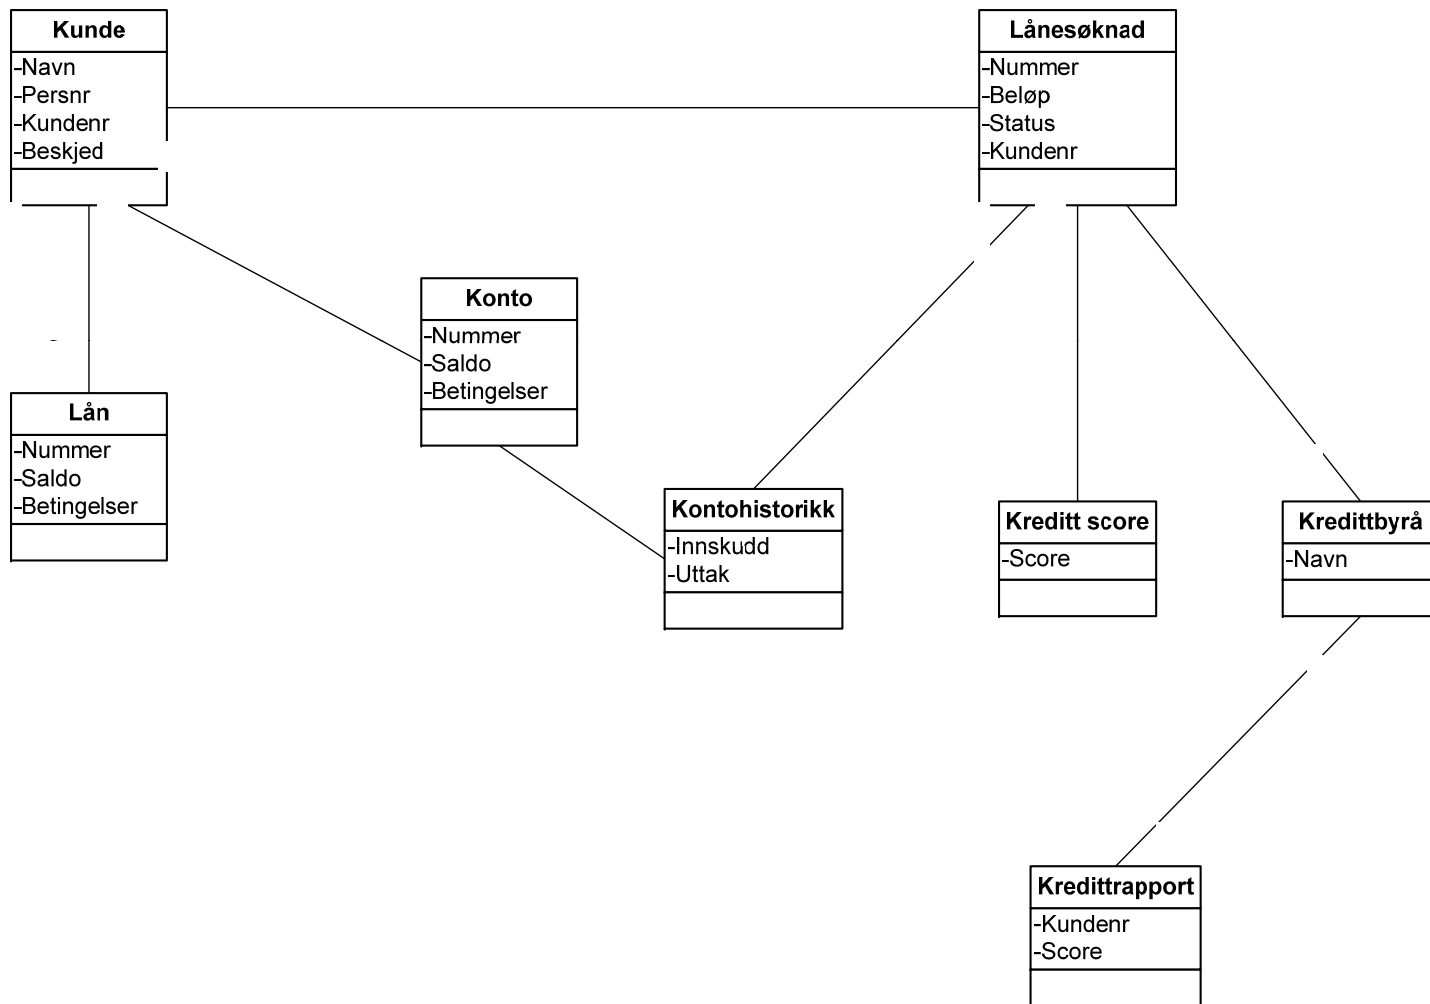 Kunde
-Navn
-Persnr
-Kundenr
-Beskjed
Lånesøknad
-Nummer
-Beløp
-Status
-Kundenr
Konto
-Nummer
-Saldo
-Betingelser
Lån
-Nummer
-Saldo
-Betingelser
Kontohistorikk
-Innskudd
-Uttak
Kreditt score
-Score
Kredittbyrå
-Navn
Kredittrapport
-Kundenr
-Score